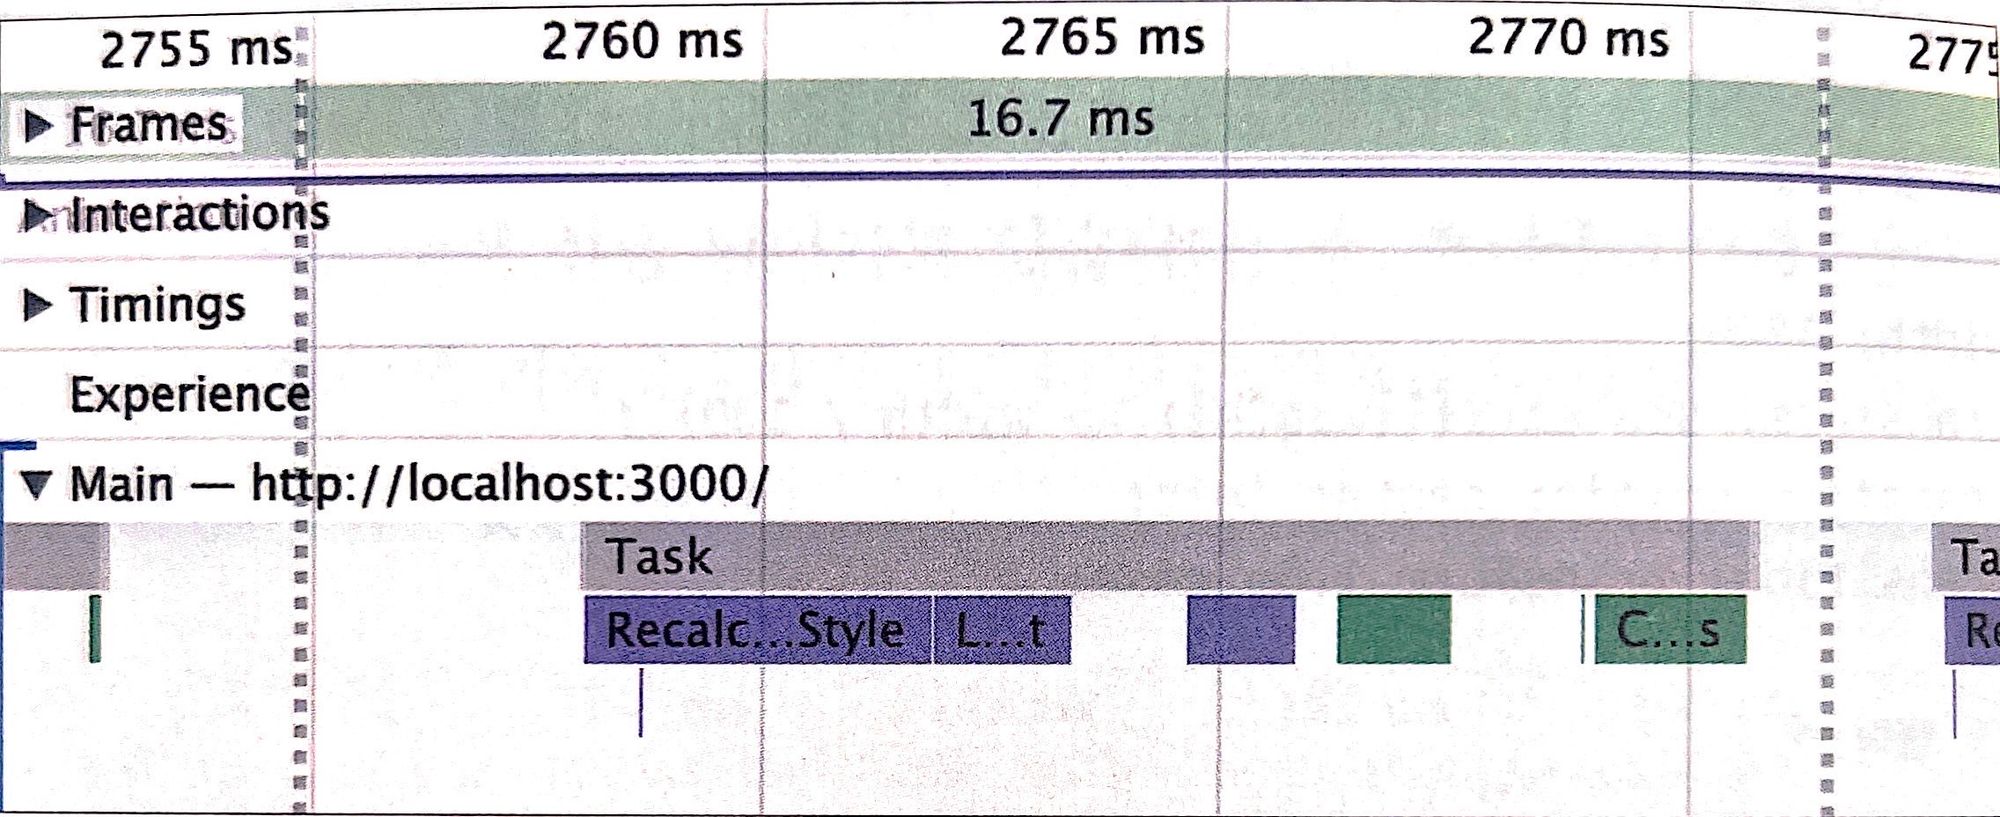 2755 ms 2760 ms 2765 ms 2770 ms 2775
Frames 16.7 ms
Interactions
Timings
Experience
Main — http://localhost:3000/
Task Ta
Recalc...Style L...t C...s Re